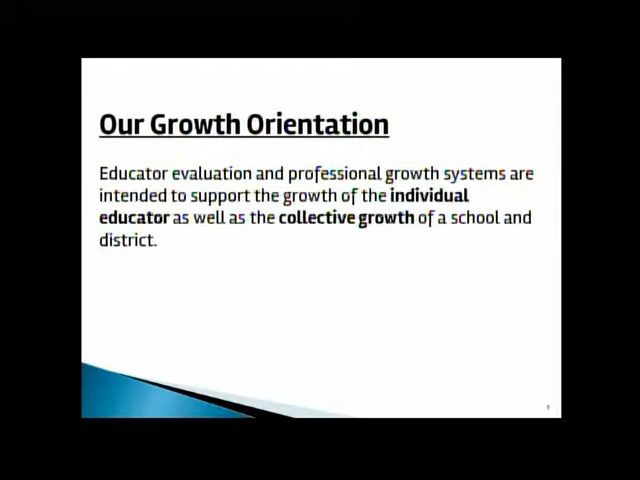 Our Growth Orientation
Educator evaluation and professional growth systems are
intended to support the growth of the individual
educator as well as the collective growth of a school and
district.